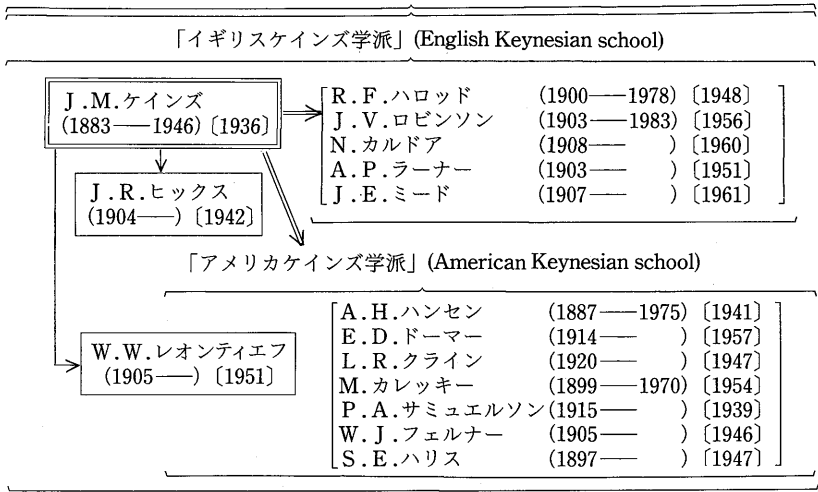 「イギリスケインズ学派」(English Keynesian school)
J.M.ケインズ
(1883──1946)〔1936〕
R.F.ハロッド (1900──1978)〔1948〕
J.V.ロビンソン (1903──1983)〔1956〕
N.カルドア (1908── )〔1960〕
A.P.ラーナー (1903── )〔1951〕
J.E.ミード (1907── )〔1961〕
J.R.ヒックス
(1904──)〔1942〕
「アメリカケインズ学派」(American Keynesian school)
A.H.ハンセン (1887──1975)〔1941〕
E.D.ドーマー (1914── )〔1957〕
L.R.クライン (1920── )〔1947〕
M.カレッキー (1899──1970)〔1954〕
P.A.サミュエルソン(1915── )〔1939〕
W.J.フェルナー (1905── )〔1946〕
S.E.ハリス (1897── )〔1947〕
W.W.レオンティエフ
(1905──)〔1951〕